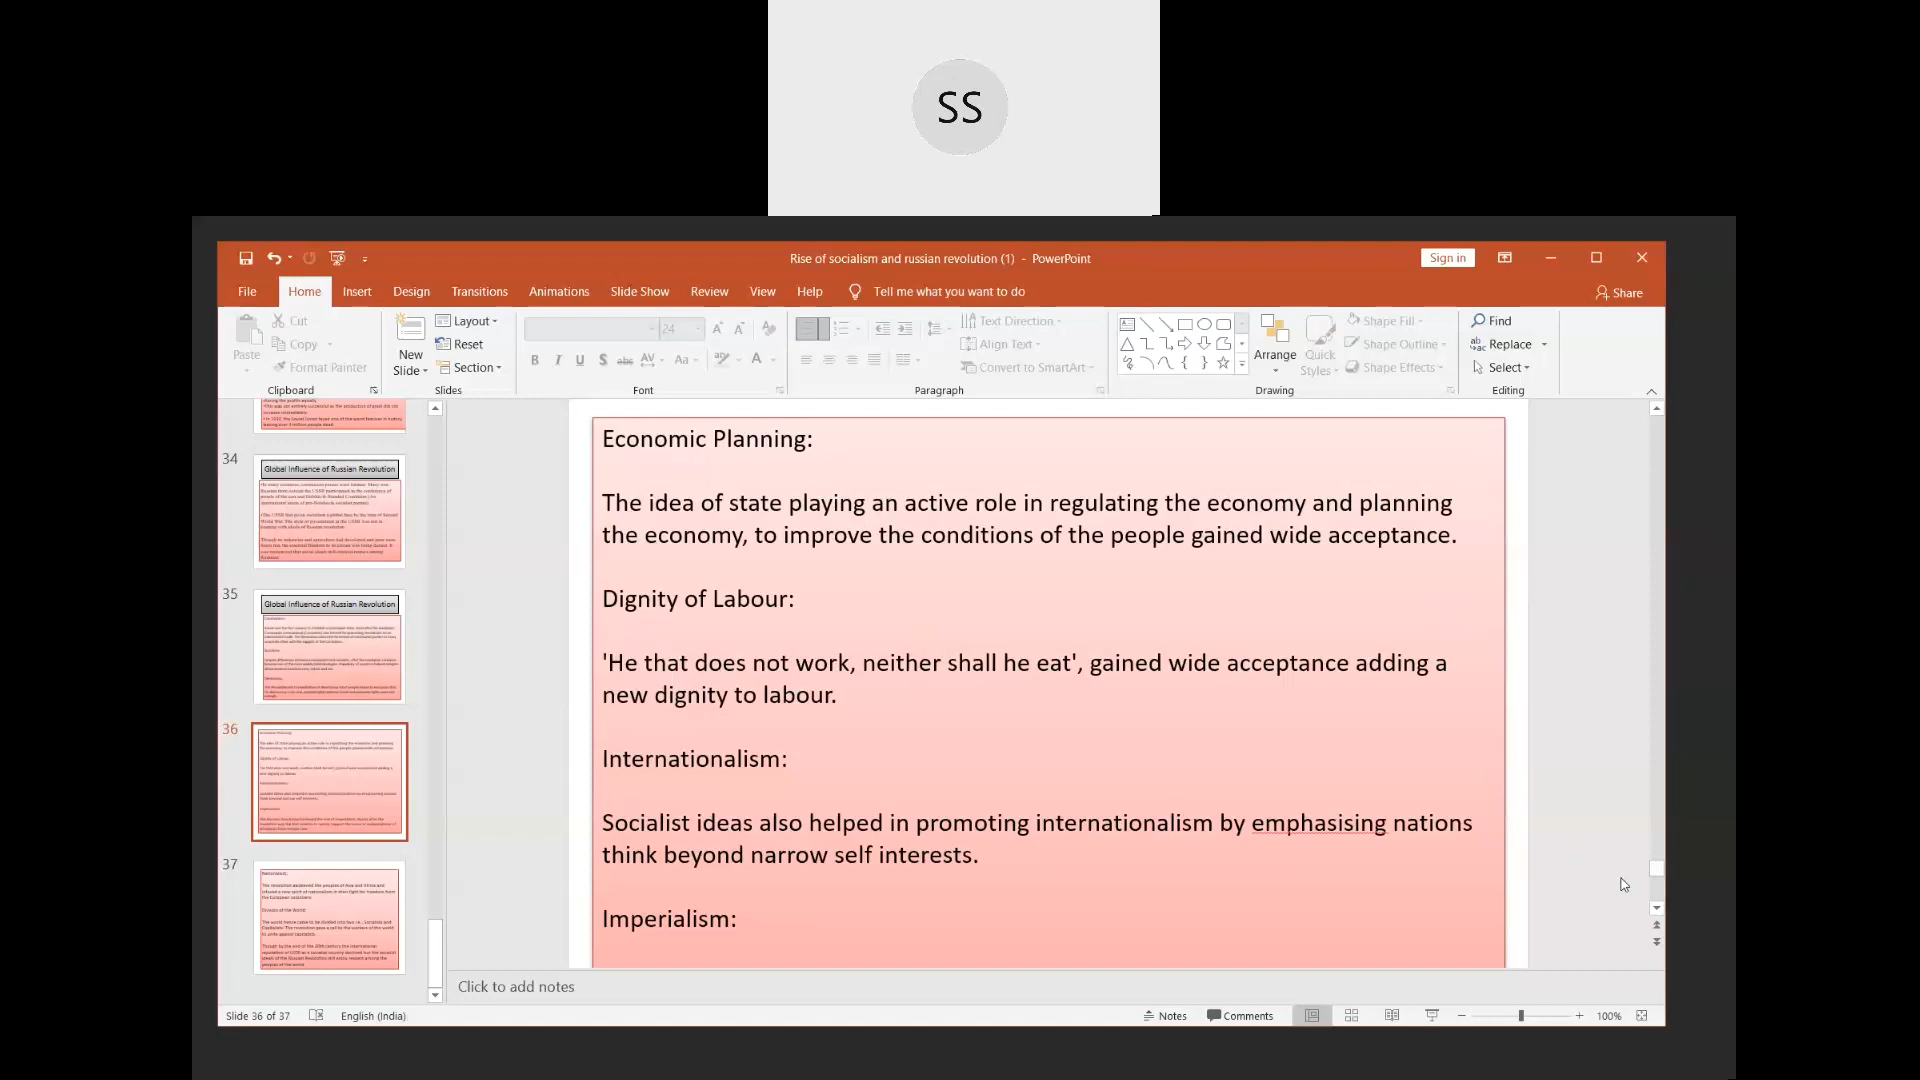 SS
Rise of socialism and russian revolution (1) - PowerPoint
Sign in
File Home Insert Design Transitions Animations Slide Show Review View Help Tell me what you want to do
Share
Paste
Cut
Copy
Format Painter
Clipboard
New
Slide
Layout
Reset
Section
Slides
24
Font
Text Direction
Align Text
Convert to SmartArt
Paragraph
Arrange
Quick
Styles
Shape Fill
Shape Outline
Shape Effects
Drawing
Find
Replace
Select
Editing
34
Global Influence of Russian Revolution
35
Global Influence of Russian Revolution
36
37
Economic Planning:
The idea of state playing an active role in regulating the economy and planning
the economy, to improve the conditions of the people gained wide acceptance.
Dignity of Labour:
'He that does not work, neither shall he eat', gained wide acceptance adding a
new dignity to labour.
Internationalism:
Socialist ideas also helped in promoting internationalism by emphasising nations
think beyond narrow self interests.
Imperialism:
Click to add notes
Slide 36 of 37 English (India)
Notes Comments 100%